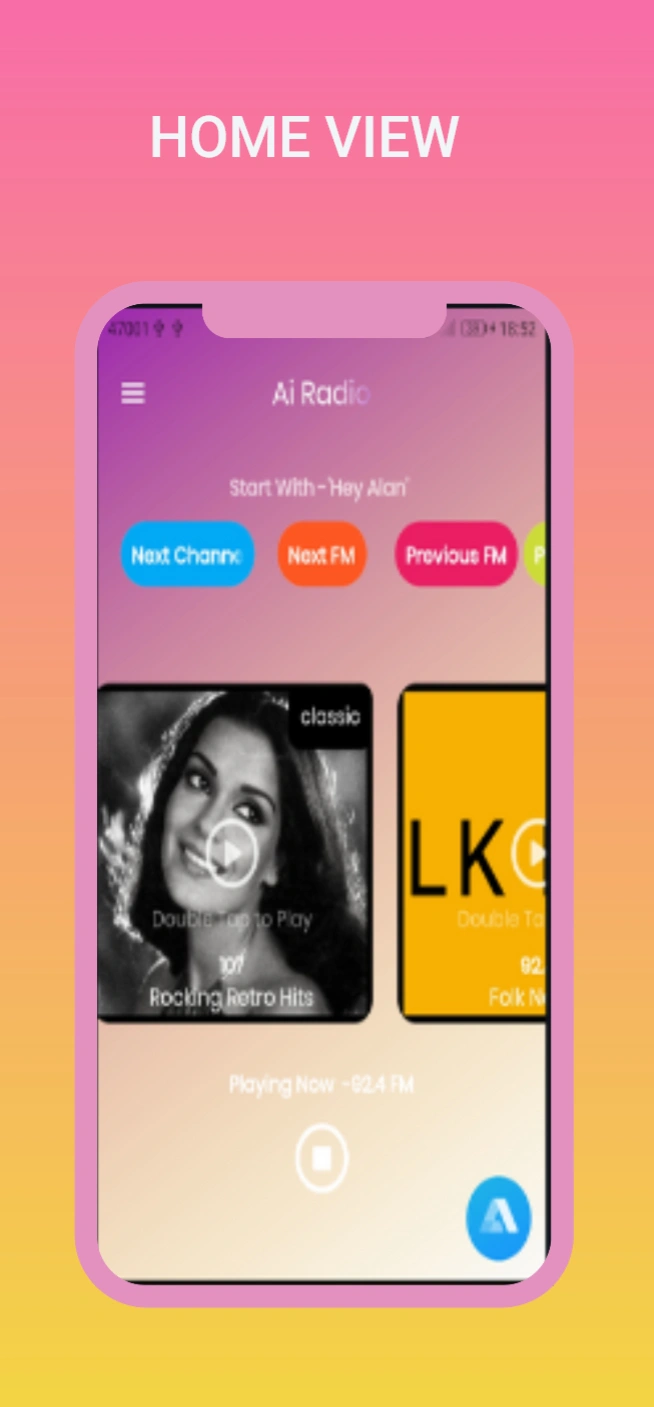 HOME VIEW
47001
18:52
Ai Radio
Start With - 'Hey Alan'
Next Channe
Next FM
Previous FM
P
classic
LK
Double Tap to Play
Double Ta
107
92.
Rocking Retro Hits
Folk N
Playing Now -92.4 FM